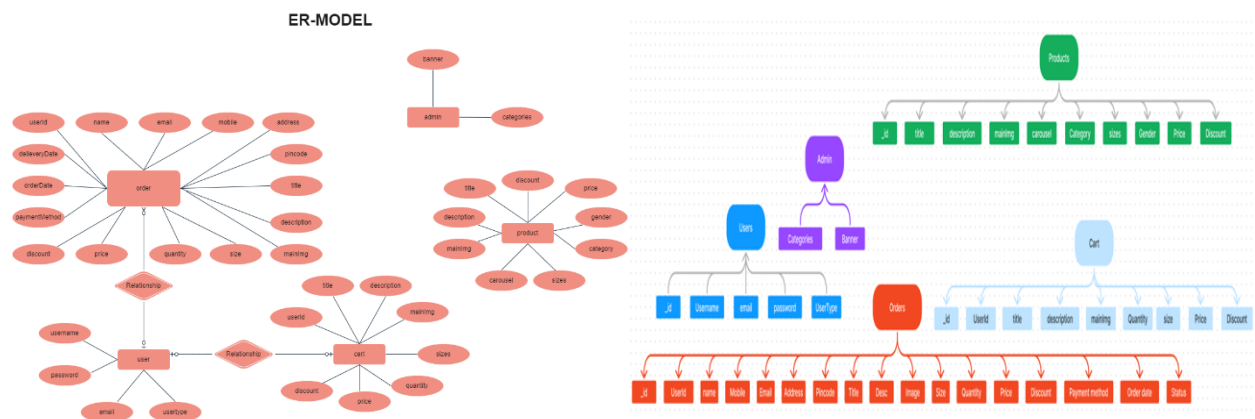 ER-MODEL
banner
admin
categories
userId
name
email
mobile
address
delieveryDate
pincode
orderDate
order
title
paymentMethod
description
discount
price
quantity
size
mainImg
Relationship
title
discount
price
description
gender
product
mainImg
category
carousel
sizes
username
user
password
email
usertype
Relationship
title
description
userId
mainImg
cart
sizes
discount
price
quantity
Products
_id
title
description
mainimg
carousel
Category
sizes
Gender
Price
Discount
Admin
Categories
Banner
Users
_id
Username
email
password
UserType
Cart
_id
UserId
title
description
mainimg
Quantity
size
Price
Discount
Orders
_id
UserId
name
Mobile
Email
Address
Pincode
Title
Desc
Image
Size
Quantity
Price
Discount
Payment method
Order date
Status